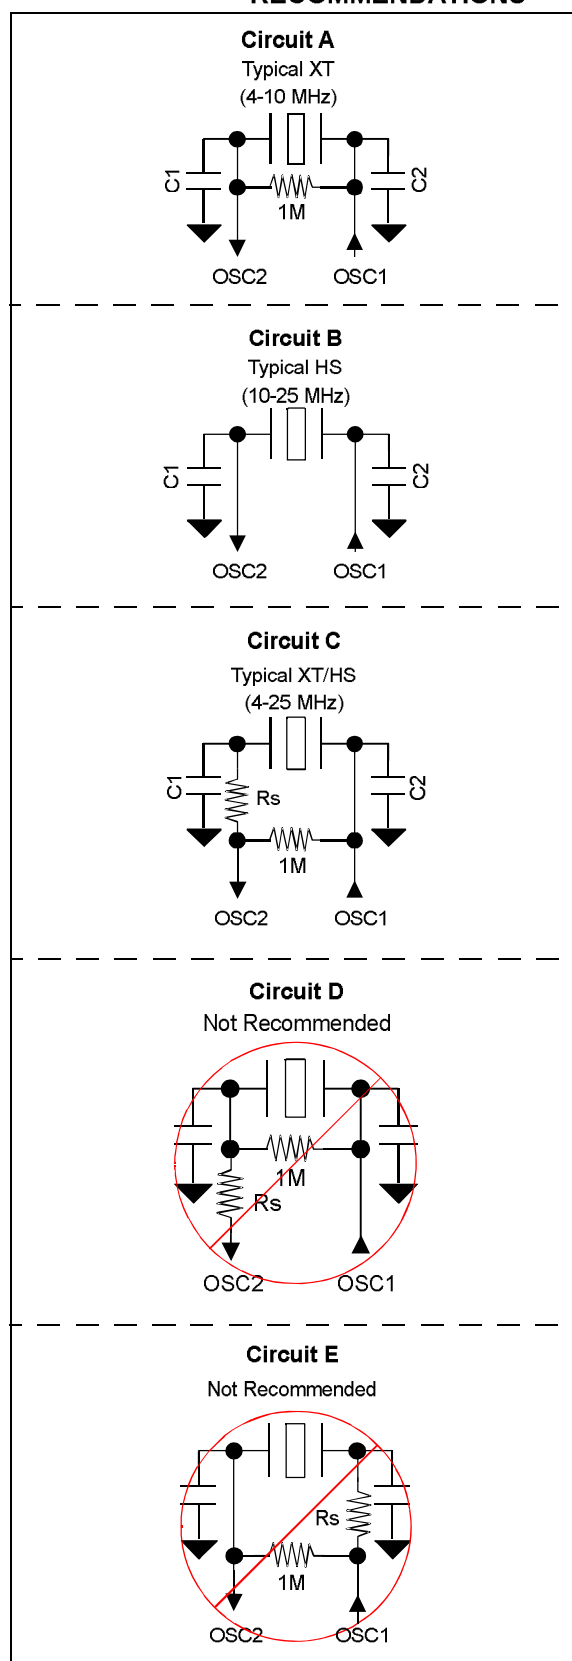 RECOMMENDATIONS
Circuit A
Typical XT
(4-10 MHz)
C1
C2
1M
OSC2
OSC1
Circuit B
Typical HS
(10-25 MHz)
C1
C2
OSC2
OSC1
Circuit C
Typical XT/HS
(4-25 MHz)
C1
Rs
C2
1M
OSC2
OSC1
Circuit D
Not Recommended
1M
Rs
OSC2
OSC1
Circuit E
Not Recommended
Rs
1M
OSC2
OSC1